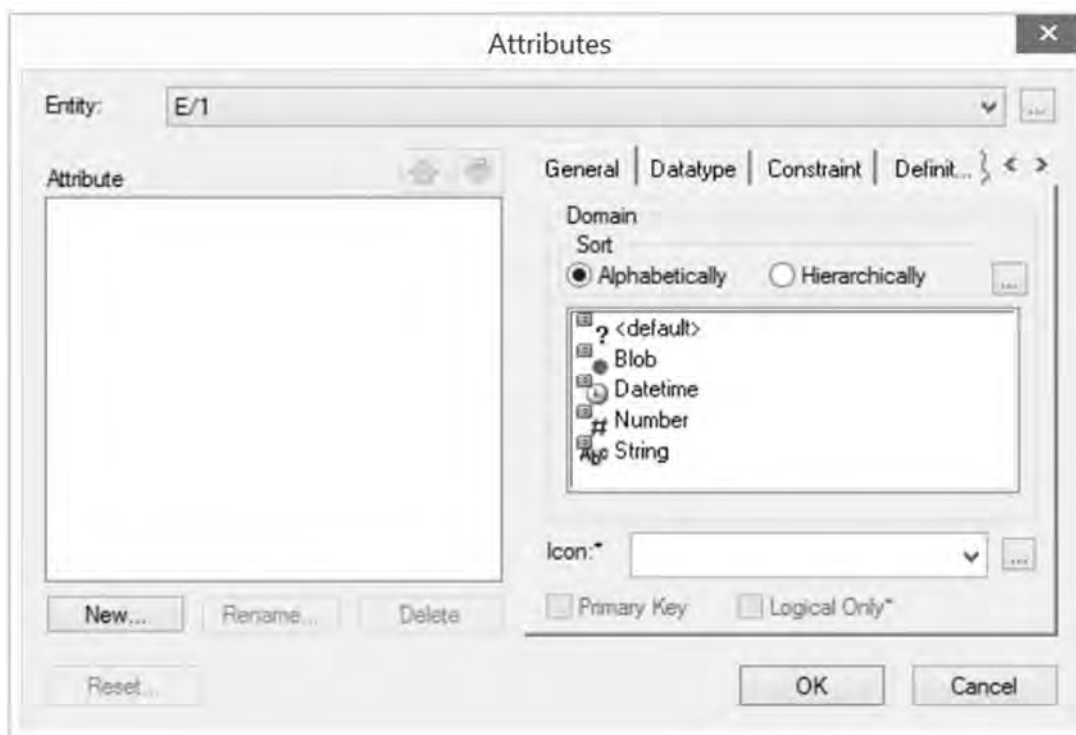 Attributes
Entity: E/1 ...
Attribute
General Datatype Constraint Definit...
Domain
Sort
Alphabetically Hierarchically ...
? <default>
Blob
Datetime
# Number
Abc String
Icon:* ...
Primary Key Logical Only*
New... Rename... Delete
Reset... OK Cancel